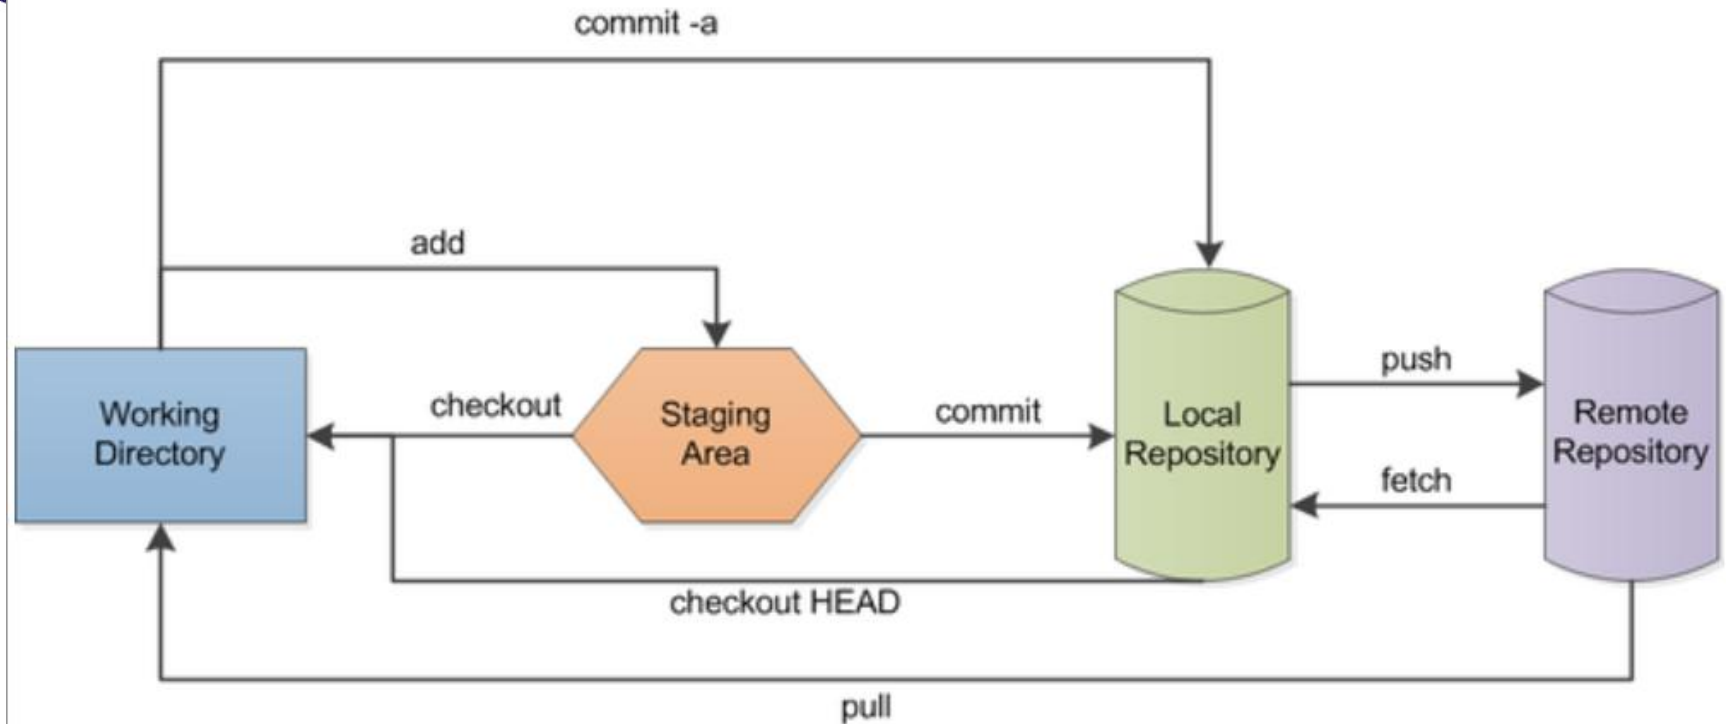 commit -a
add
checkout
commit
push
fetch
Working
Directory
Staging
Area
Local
Repository
Remote
Repository
checkout HEAD
pull